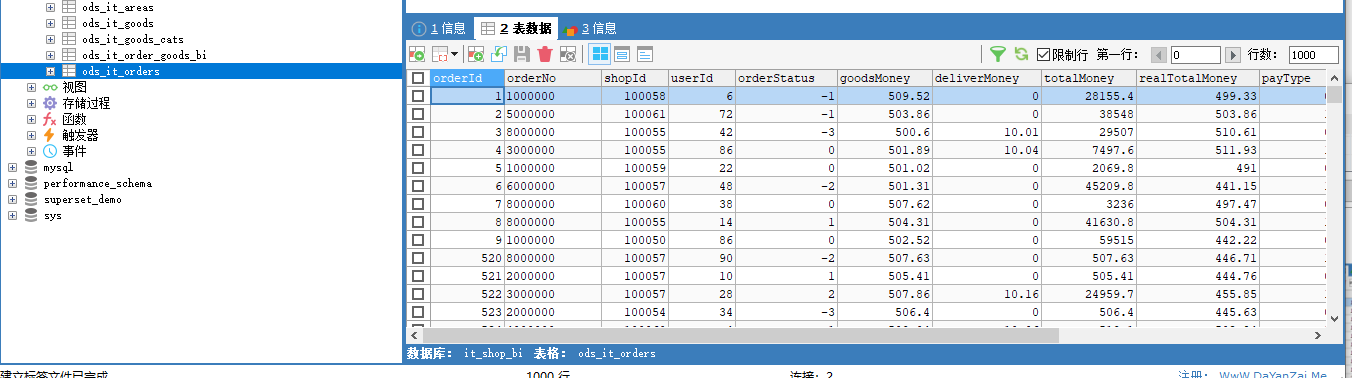 ods_it_areas
ods_it_goods
ods_it_goods_cats
ods_it_order_goods_bi
ods_it_orders
视图
存储过程
函数
触发器
事件
mysql
performance_schema
superset_demo
sys
1 信息 2 表数据 3 信息
限制行 第一行: 0 行数: 1000
orderId orderNo shopId userId orderStatus goodsMoney deliverMoney totalMoney realTotalMoney payType
1 1000000 100058 6 -1 509.52 0 28155.4 499.33
2 5000000 100061 72 -1 503.86 0 38548 503.86
3 8000000 100055 42 -3 500.6 10.01 29507 510.61
4 3000000 100055 86 0 501.89 10.04 7497.6 511.93
5 1000000 100059 22 0 501.02 0 2069.8 491
6 6000000 100057 48 -2 501.31 0 45209.8 441.15
7 8000000 100060 38 0 507.62 0 3236 497.47
8 8000000 100055 14 1 504.31 0 41630.8 504.31
9 1000000 100050 86 0 502.52 0 59515 442.22
520 8000000 100057 90 -2 507.63 0 507.63 446.71
521 2000000 100057 10 1 505.41 0 505.41 444.76
522 3000000 100057 28 2 507.86 10.16 24959.7 455.85
523 2000000 100054 34 -3 506.4 0 506.4 445.63
数据库: it_shop_bi 表格: ods_it_orders
建立标签文件已完成 1000 行 连接: 2 注册: WwW.DaYanZai.Me